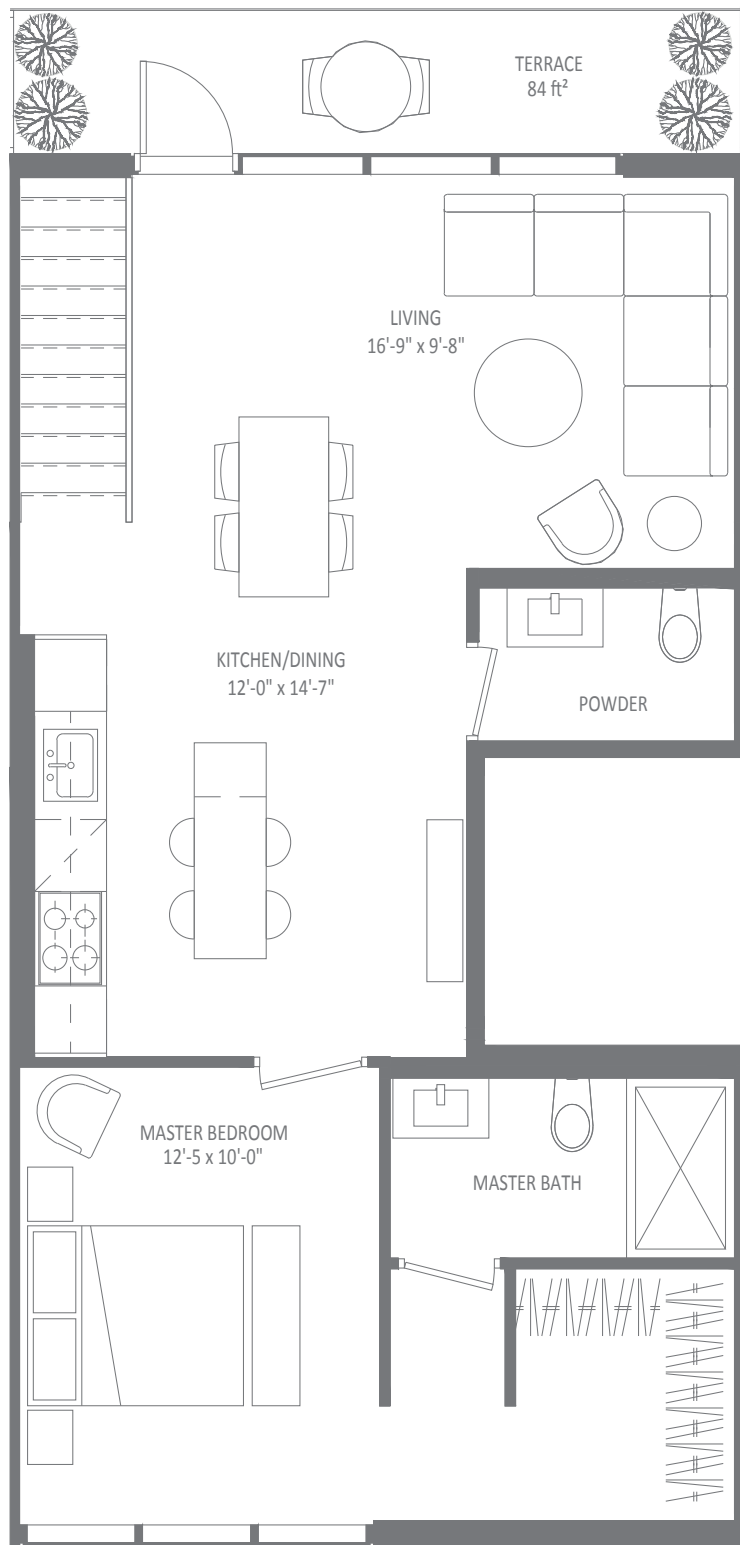 TERRACE
84 ft²
LIVING
16'-9" x 9'-8"
KITCHEN/DINING
12'-0" x 14'-7"
POWDER
MASTER BEDROOM
12'-5 x 10'-0"
MASTER BATH